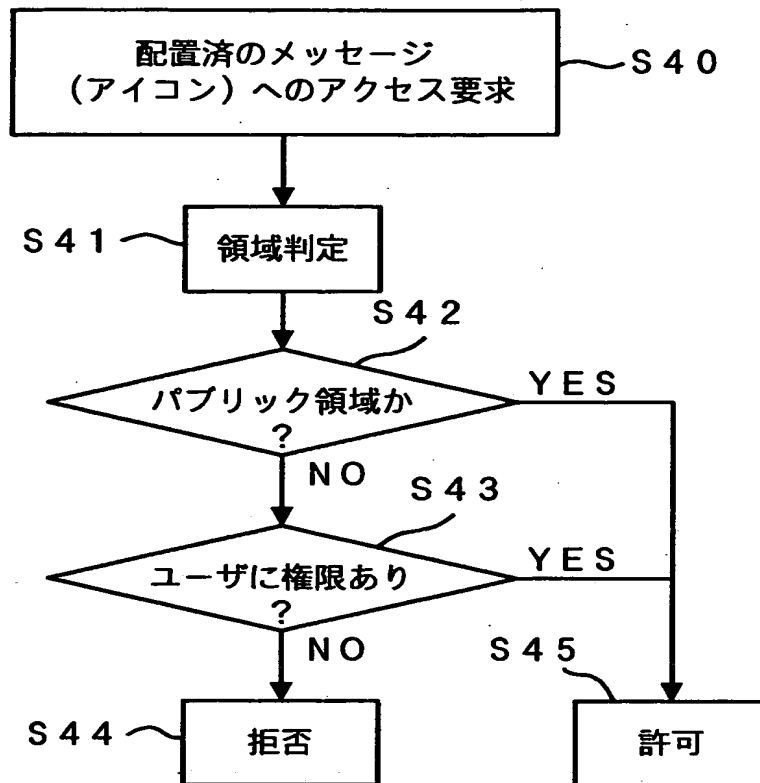 配置済のメッセージ
（アイコン）へのアクセス要求
Ｓ４０
Ｓ４１
領域判定
Ｓ４２
パブリック領域か
？
ＹＥＳ
ＮＯ
Ｓ４３
ユーザに権限あり
？
ＹＥＳ
ＮＯ
Ｓ４５
Ｓ４４
拒否
許可